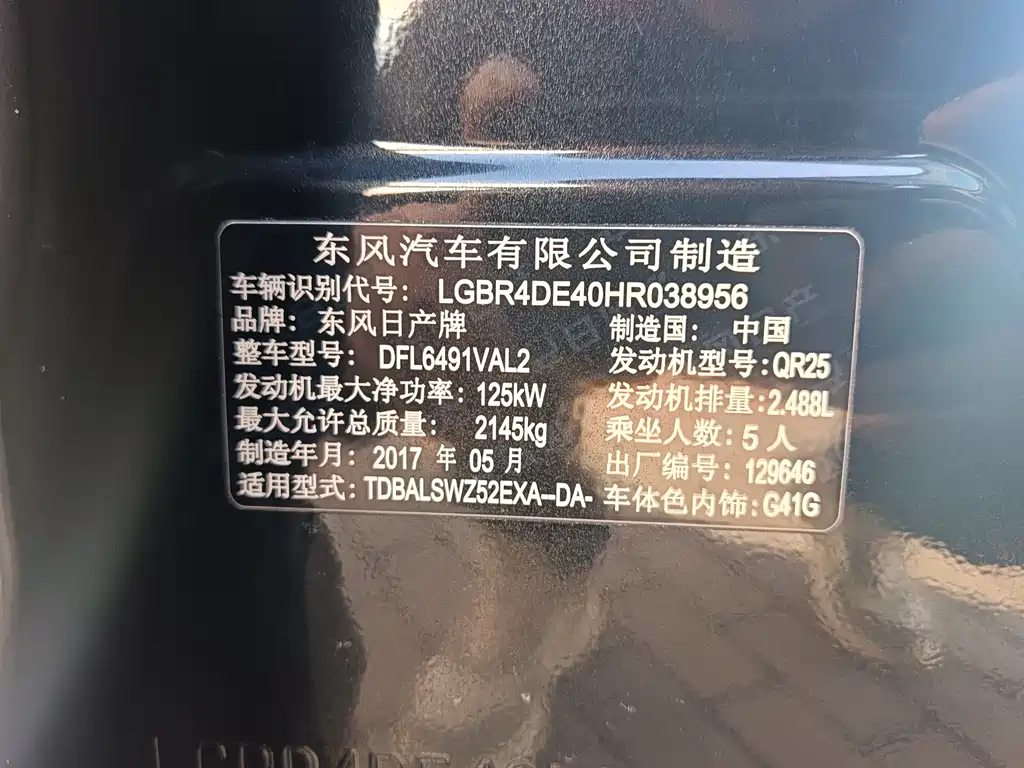 东风汽车有限公司制造
车辆识别代号: LGBR4DE40HR038956
品牌: 东风日产牌 制造国: 中国
整车型号: DFL6491VAL2 发动机型号:QR25
发动机最大净功率:125kW 发动机排量:2.488L
最大允许总质量: 2145kg 乘坐人数:5人
制造年月: 2017 年 05 月 出厂编号: 129646
适用型式:TDBALSWZ52EXA--DA- 车体色内饰:G41G